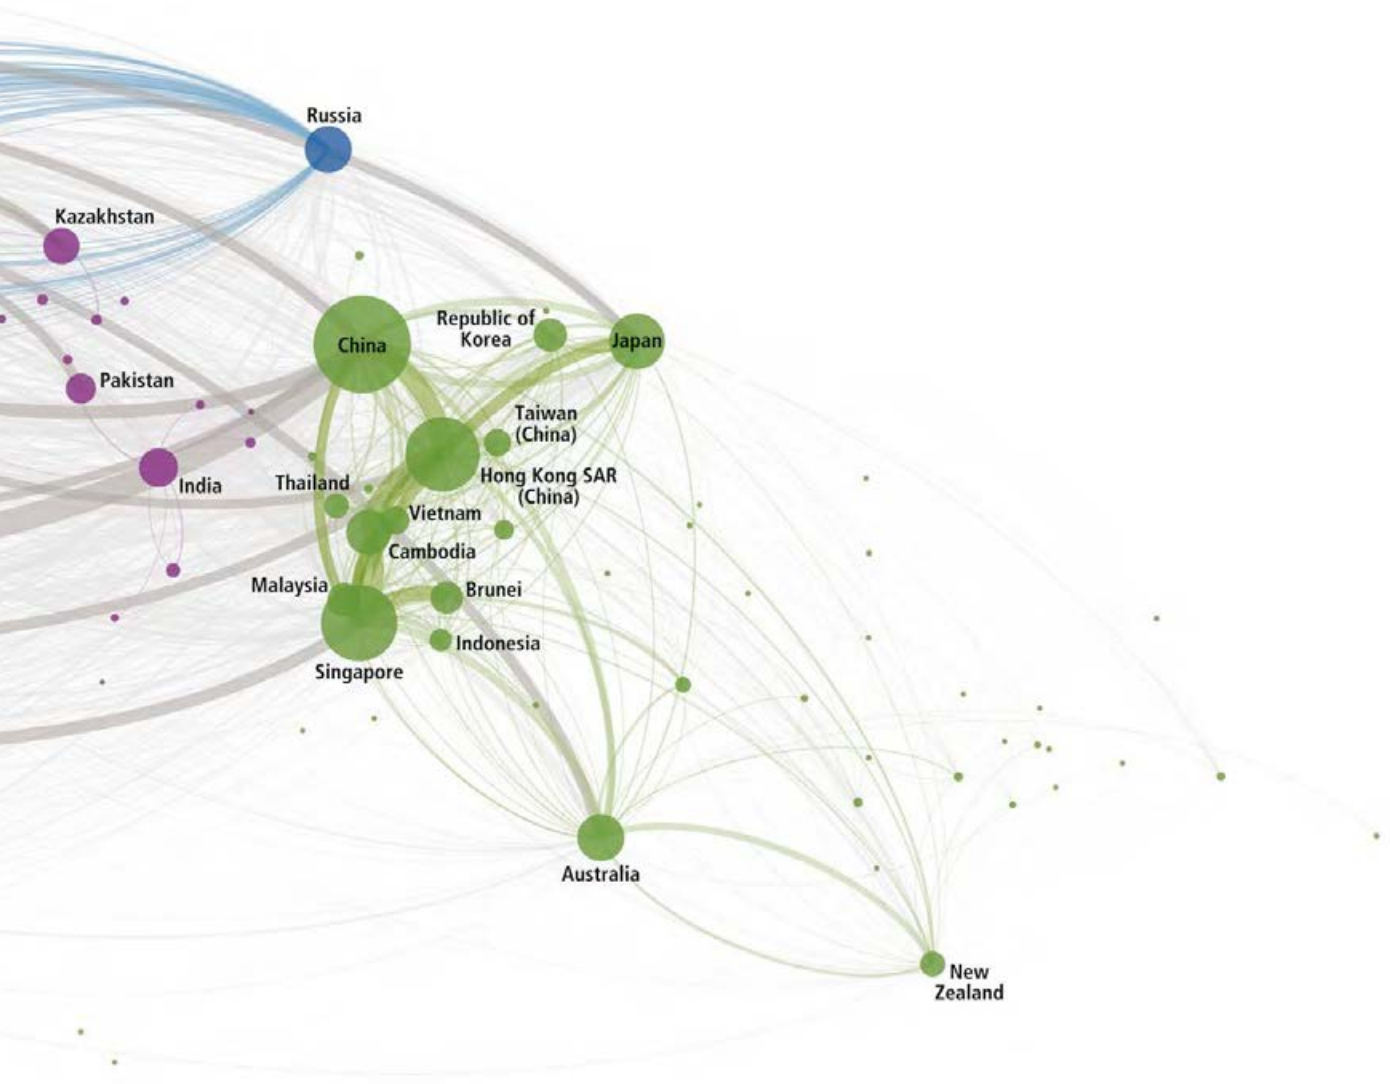 Russia
Kazakhstan
China
Republic of
Korea
Japan
Pakistan
Taiwan
(China)
India
Thailand
Hong Kong SAR
(China)
Vietnam
Cambodia
Malaysia
Brunei
Indonesia
Singapore
Australia
New
Zealand